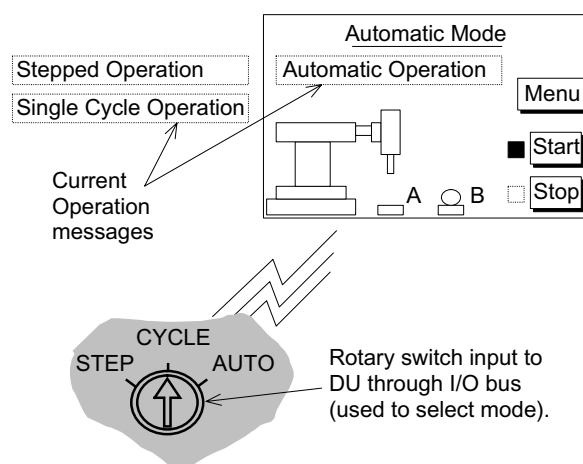 Automatic Mode
Stepped Operation
Automatic Operation
Single Cycle Operation
Menu
Start
Current
Operation
messages
A
B
Stop
CYCLE
STEP
AUTO
Rotary switch input to
DU through I/O bus
(used to select mode).